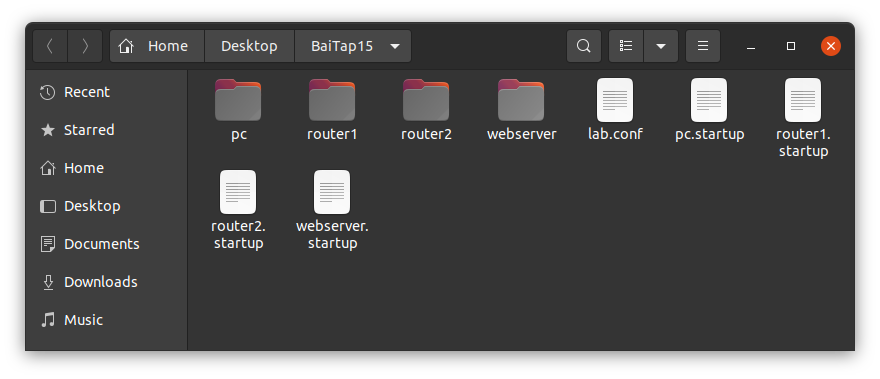 Home Desktop BaiTap15
Recent
Starred
Home
Desktop
Documents
Downloads
Music
pc router1 router2 webserver lab.conf pc.startup router1.
startup
router2. webserver.
startup startup